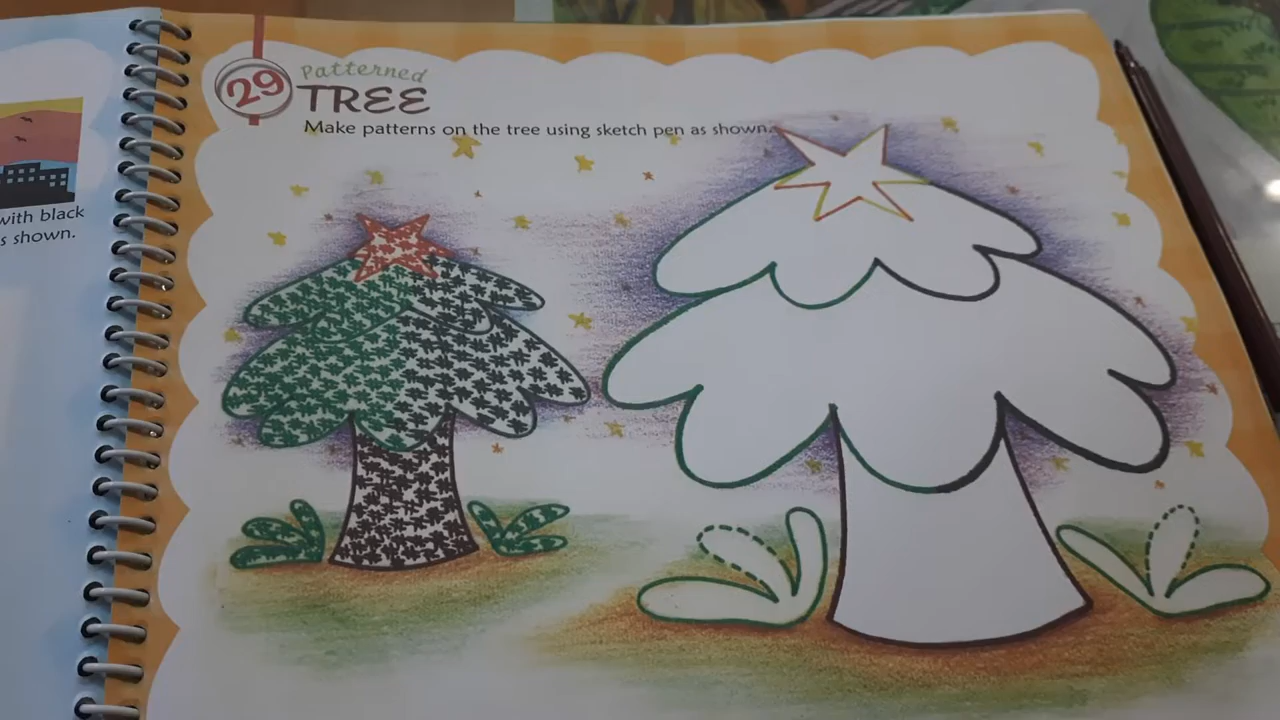 29
Patterned
TREE
Make patterns on the tree using sketch pen as shown.
with black
s shown.